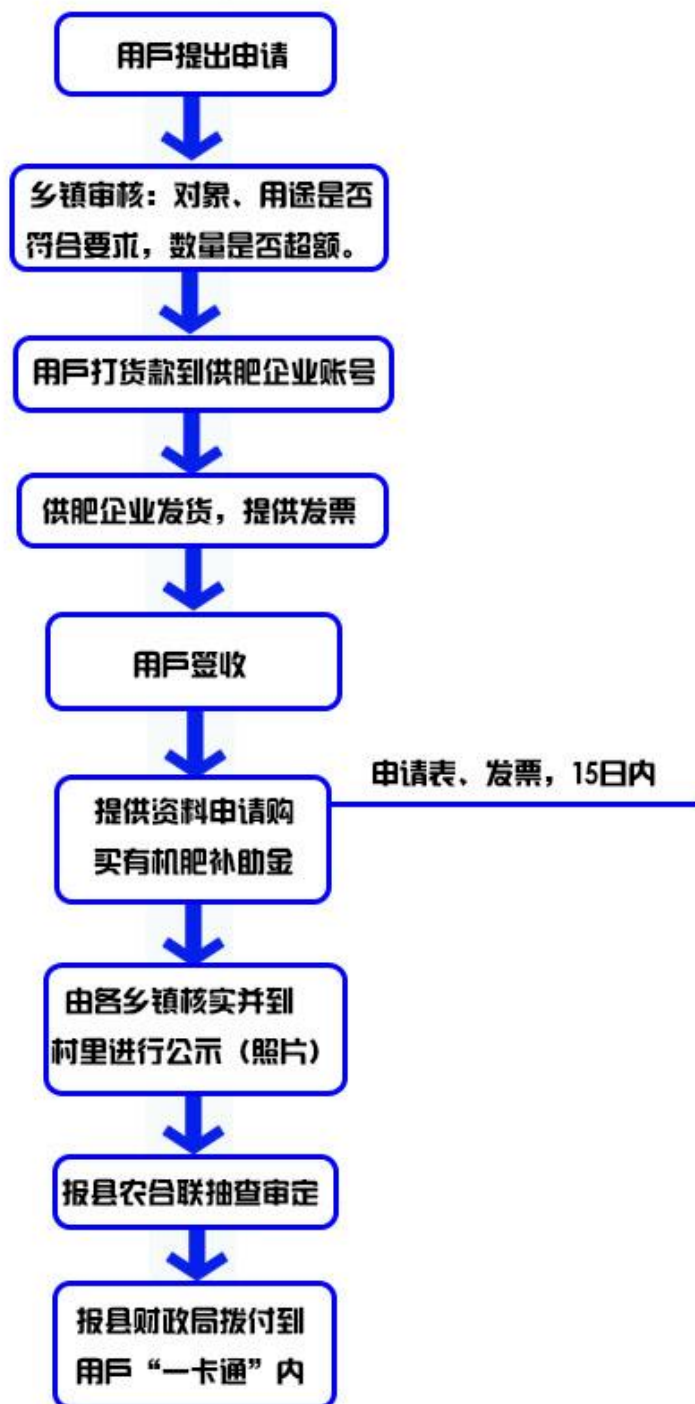 用戶提出申请
乡镇审核：对象、用途是否
符合要求，数量是否超额。
用戶打货款到供肥企业账号
供肥企业发货，提供发票
用戶签收
申请表、发票，15日内
提供资料申请购
买有机肥补助金
由各乡镇核实并到
村里进行公示（照片）
报县农合联抽查审定
报县财政局拨付到
用戶“一卡通”内